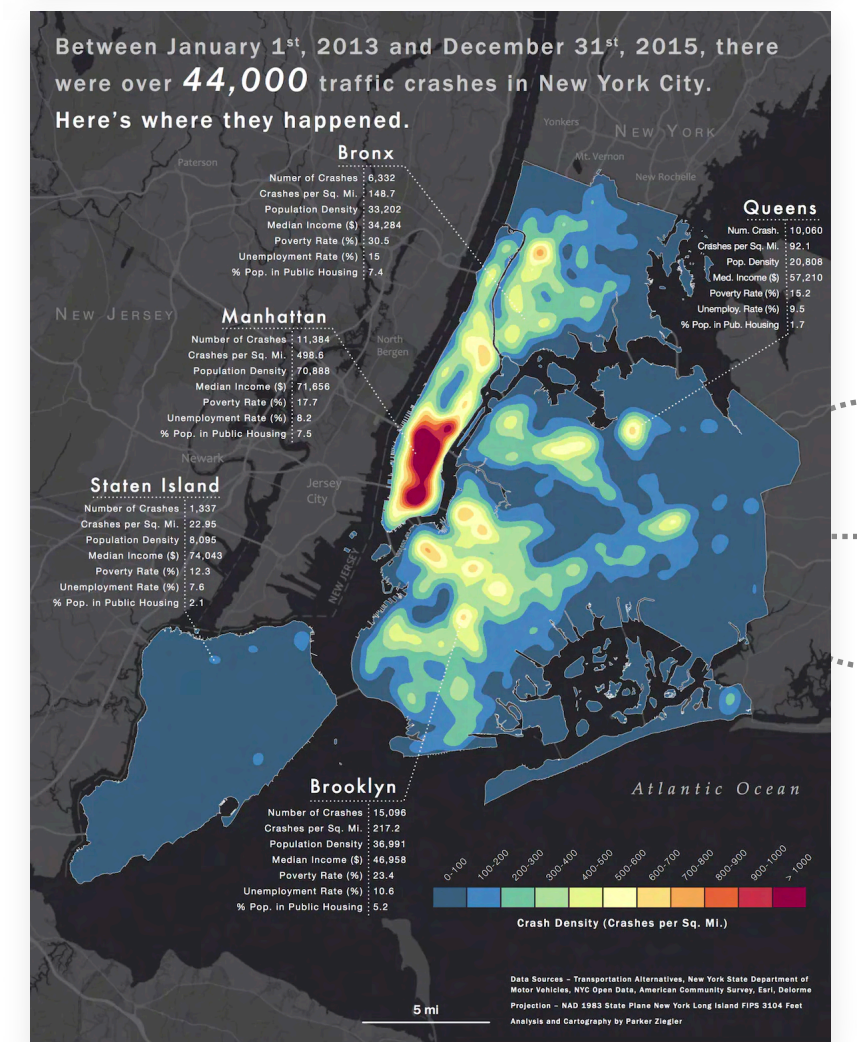 Between January 1st, 2013 and December 31st, 2015, there
were over 44,000 traffic crashes in New York City.
Here's where they happened.
Yonkers
NEW YORK
Mt. Vernon
New Rochelle
Paterson
Bronx
Numer of Crashes 6,332
Crashes per Sq. Mi. 148.7
Population Density 33,202
Median Income ($) 34,284
Poverty Rate (%) 30.5
Unemployment Rate (%) 15
% Pop. in Public Housing 7.4
Queens
Num. Crash. 10,060
Crashes per Sq. Mi. 92.1
Pop. Density 20,808
Med. Income ($) 57,210
Poverty Rate (%) 15.2
Unemploy. Rate (%) 9.5
% Pop. in Pub. Housing 1.7
NEW JERSEY
Manhattan
Number of Crashes 11,384
Crashes per Sq. Mi. 498.6
Population Density 70,888
Median Income ($) 71,656
Poverty Rate (%) 17.7
Unemployment Rate (%) 8.2
% Pop. in Public Housing 7.5
North
Bergen
Newark
Jersey
City
Staten Island
Number of Crashes 1,337
Crashes per Sq. Mi. 22.95
Population Density 8,095
Median Income ($) 74,043
Poverty Rate (%) 12.3
Unemployment Rate (%) 7.6
% Pop. in Public Housing 2.1
NEW JERSEY
Brooklyn
Number of Crashes 15,096
Crashes per Sq. Mi. 217.2
Population Density 36,991
Median Income ($) 46,958
Poverty Rate (%) 23.4
Unemployment Rate (%) 10.6
% Pop. in Public Housing 5.2
Atlantic Ocean
0-100 100-200 200-300 300-400 400-500 500-600 600-700 700-800 800-900 900-1000 > 1000
Crash Density (Crashes per Sq. Mi.)
Data Sources – Transportation Alternatives, New York State Department of
Motor Vehicles, NYC Open Data, American Community Survey, Esri, Delorme
Projection – NAD 1983 State Plane New York Long Island FIPS 3104 Feet
Analysis and Cartography by Parker Ziegler
5 mi